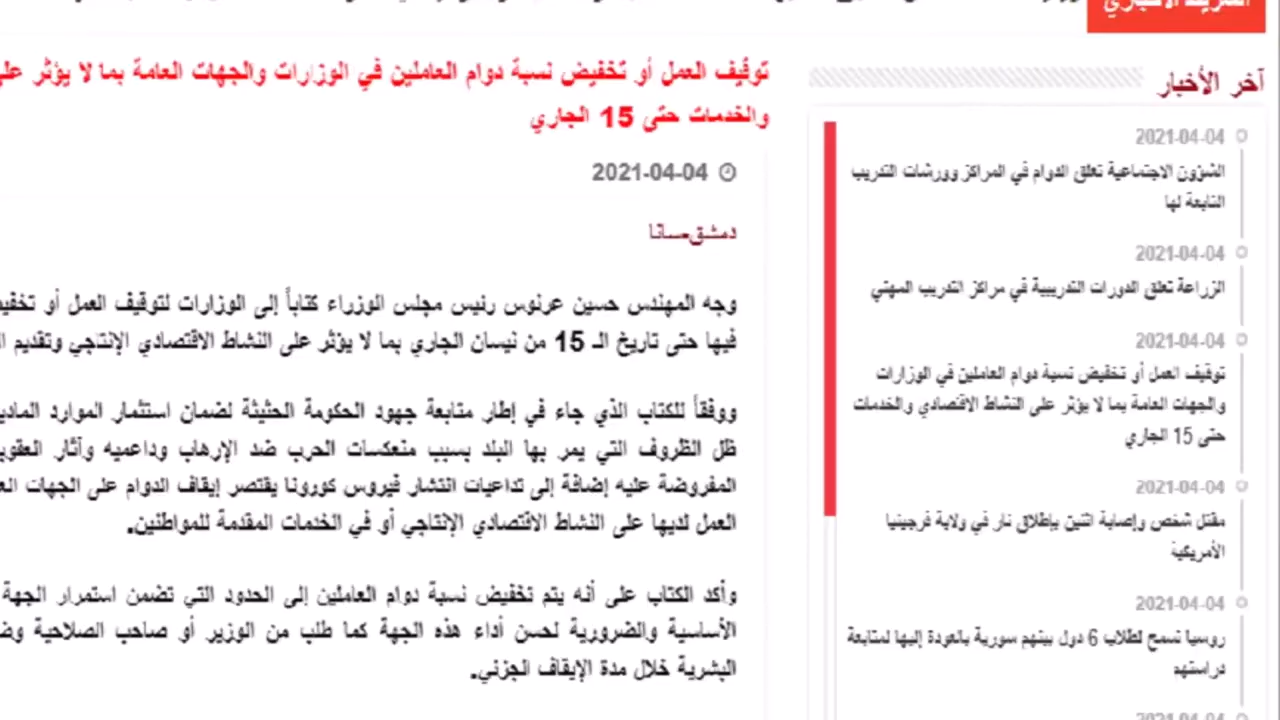 الشريط الاخباري
آخر الأخبار
2021-04-04
الشؤون الاجتماعية تعلق الدوام في المراكز وورشات التدريب
التابعة لها
2021-04-04
الزراعة تعلق الدورات التدريبية في مراكز التدريب المهني
2021-04-04
توقيف العمل أو تخفيض نسبة دوام العاملين في الوزارات
والجهات العامة بما لا يؤثر على النشاط الاقتصادي والخدمات
حتى 15 الجاري
2021-04-04
مقتل شخص وإصابة اثنين بإطلاق نار في ولاية فرجينيا
الأمريكية
2021-04-04
روسيا تسمح لطلاب 6 دول بينهم سورية بالعودة إليها لمتابعة
دراستهم
2021-04-04
توقيف العمل أو تخفيض نسبة دوام العاملين في الوزارات والجهات العامة بما لا يؤثر
والخدمات حتى 15 الجاري
2021-04-04
دمشق-سانا
وجه المهندس حسين عرنوس رئيس مجلس الوزراء كتاباً إلى الوزارات لتوقيف العمل أو
فيها حتى تاريخ الـ 15 من نيسان الجاري بما لا يؤثر على النشاط الاقتصادي الإنتاجي وتقديم
ووفقاً للكتاب الذي جاء في إطار متابعة جهود الحكومة الحثيثة لضمان استثمار الموارد
ظل الظروف التي يمر بها البلد بسبب منعكسات الحرب ضد الإرهاب وداعميه وآثار
المفروضة عليه إضافة إلى تداعيات انتشار فيروس كورونا يقتصر إيقاف الدوام على الجهات
العمل لديها على النشاط الاقتصادي الإنتاجي أو في الخدمات المقدمة للمواطنين.
وأكد الكتاب على أنه يتم تخفيض نسبة دوام العاملين إلى الحدود التي تضمن استمرار الجهة
الأساسية والضرورية لحسن أداء هذه الجهة كما طلب من الوزير أو صاحب الصلاحية
البشرية خلال مدة الإيقاف الجزئي.